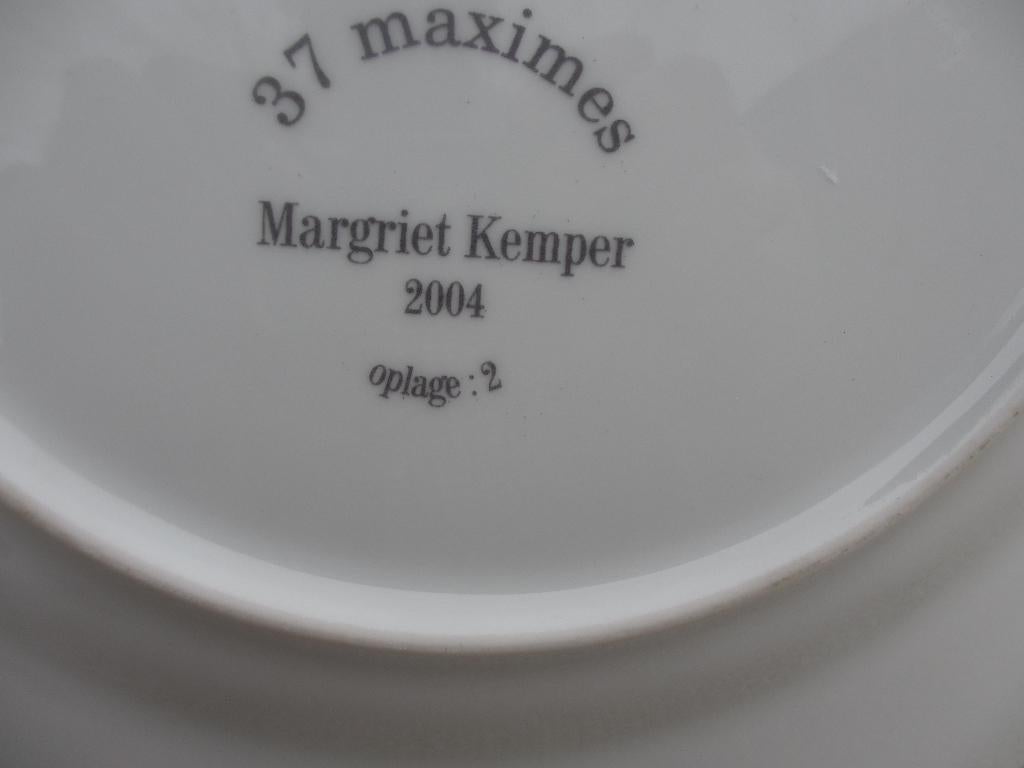 37 maximes
Margriet Kemper
2004
oplage : 2